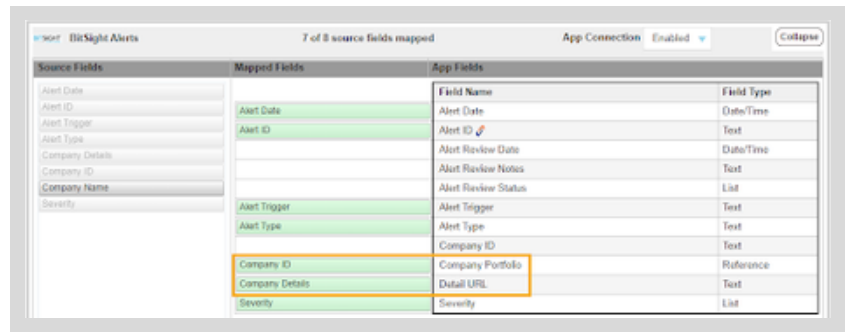 BitSight Alerts 7 of 8 source fields mapped App Connection Enabled Collapse
Source Fields Mapped Fields App Fields
Alert Date
Alert ID
Alert Trigger
Alert Type
Company Details
Company ID
Company Name
Severity
Field Name Field Type
Alert Date Alert Date Date/Time
Alert ID Alert ID Text
Alert Review Date Date/Time
Alert Review Notes Text
Alert Review Status List
Alert Trigger Alert Trigger Text
Alert Type Alert Type Text
Company ID Text
Company ID Company Portfolio Reference
Company Details Detail URL Text
Severity Severity List